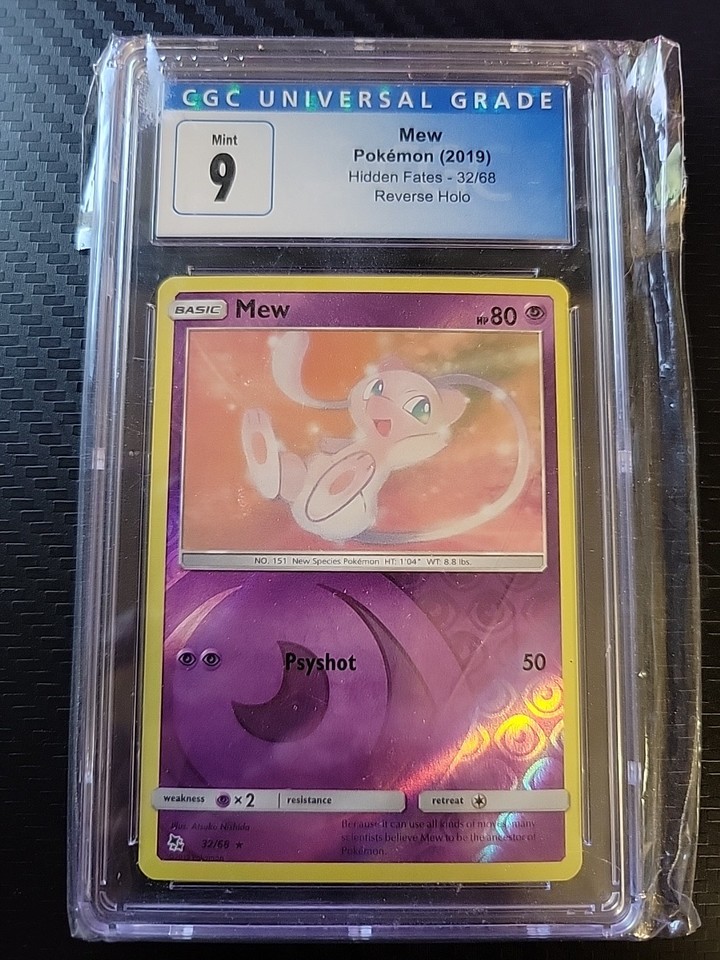 CGC UNIVERSAL GRADE
Mint
9
Mew
Pokémon (2019)
Hidden Fates - 32/68
Reverse Holo
BASIC Mew HP 80
NO. 151 New Species Pokémon HT: 1'04" WT: 8.8 lbs.
Psyshot 50
weakness ×2 resistance retreat
Illus. Atsuko Nishida
Because it can use all kinds of moves, many
scientists believe Mew to be the ancestor of
Pokémon.
32/68 ★